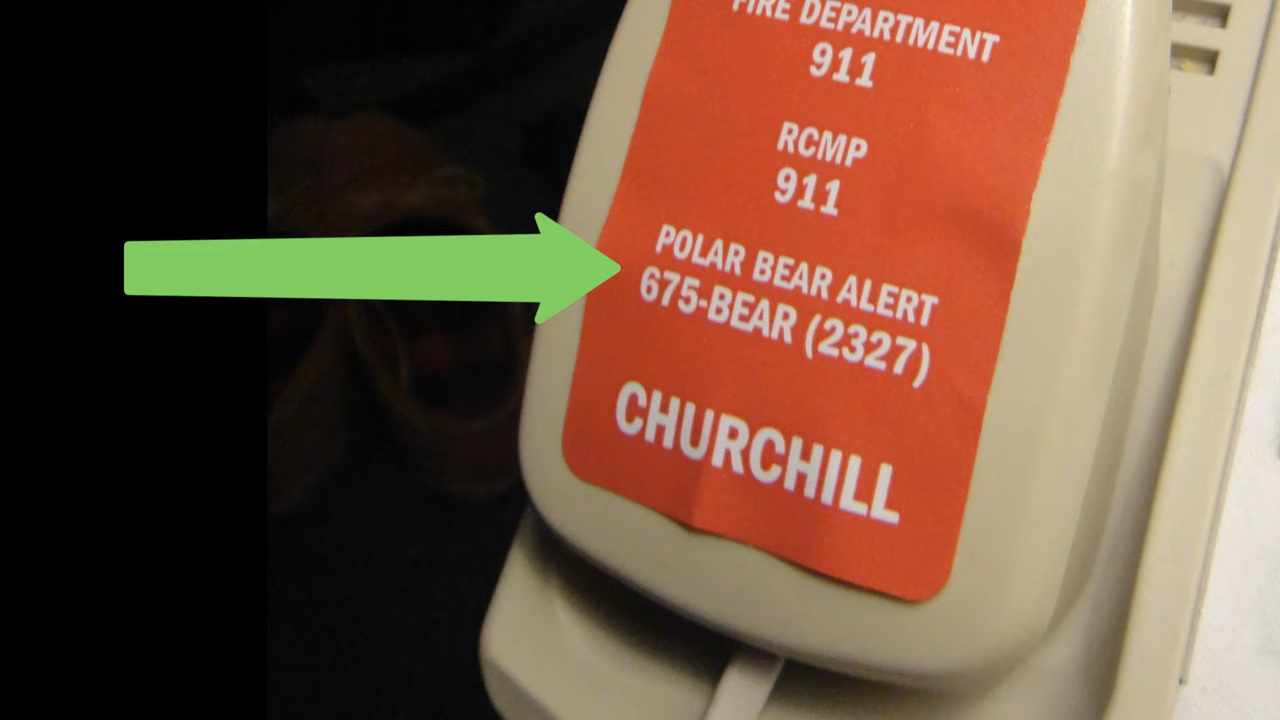 FIRE DEPARTMENT
911
RCMP
911
POLAR BEAR ALERT
675-BEAR (2327)
CHURCHILL